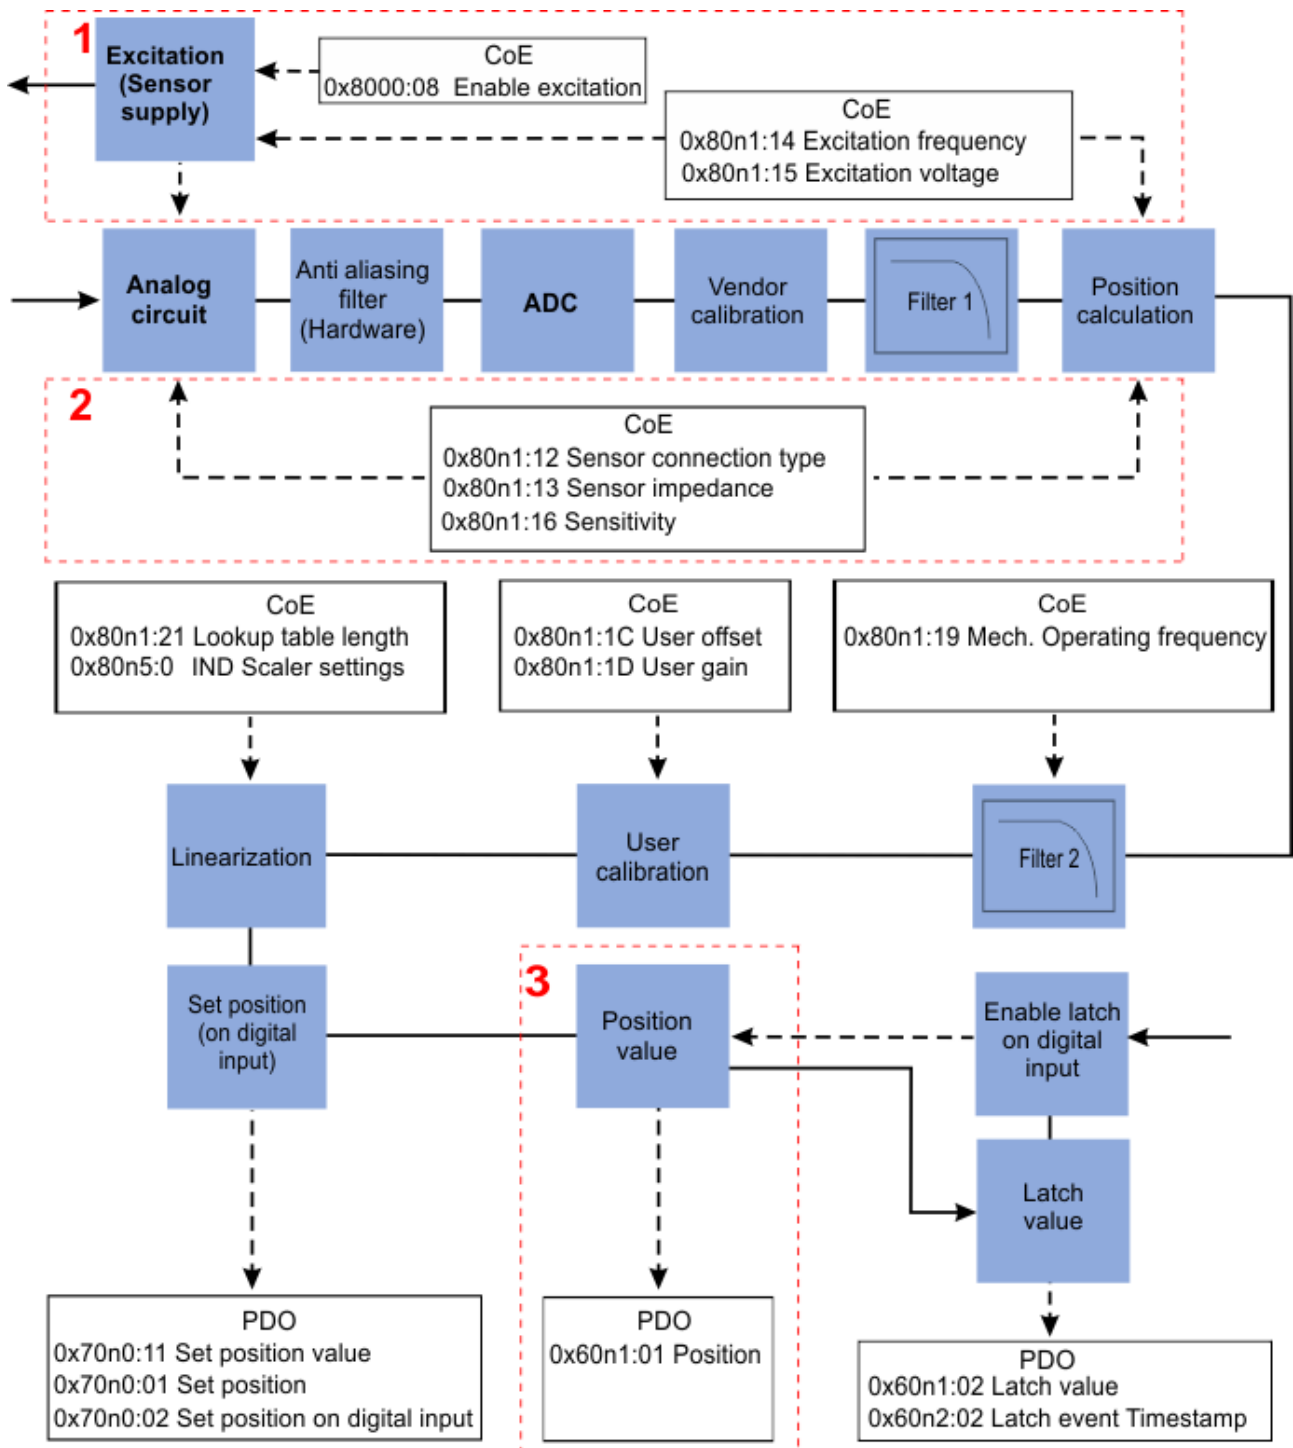 1
Excitation
(Sensor
supply)
CoE
0x8000:08 Enable excitation
CoE
0x80n1:14 Excitation frequency
0x80n1:15 Excitation voltage
Analog
circuit
Anti aliasing
filter
(Hardware)
ADC
Vendor
calibration
Filter 1
Position
calculation
2
CoE
0x80n1:12 Sensor connection type
0x80n1:13 Sensor impedance
0x80n1:16 Sensitivity
CoE
0x80n1:21 Lookup table length
0x80n5:0 IND Scaler settings
CoE
0x80n1:1C User offset
0x80n1:1D User gain
CoE
0x80n1:19 Mech. Operating frequency
Linearization
User
calibration
Filter 2
Set position
(on digital
input)
3
Position
value
Enable latch
on digital
input
Latch
value
PDO
0x70n0:11 Set position value
0x70n0:01 Set position
0x70n0:02 Set position on digital input
PDO
0x60n1:01 Position
PDO
0x60n1:02 Latch value
0x60n2:02 Latch event Timestamp